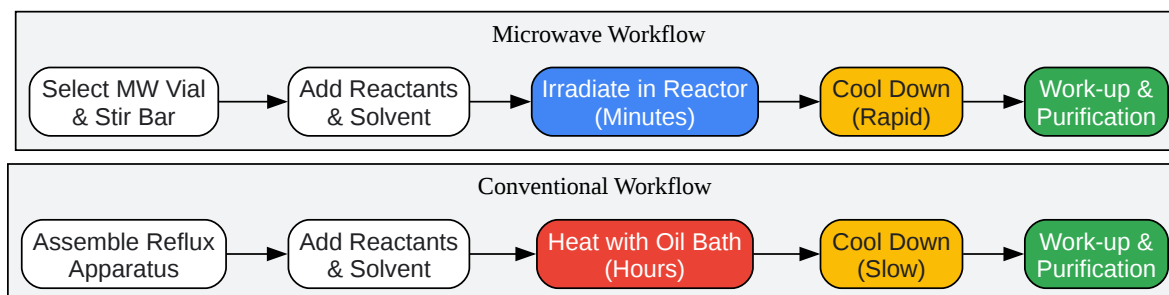 Microwave Workflow
Select MW Vial
& Stir Bar
Add Reactants
& Solvent
Irradiate in Reactor
(Minutes)
Cool Down
(Rapid)
Work-up &
Purification
Conventional Workflow
Assemble Reflux
Apparatus
Add Reactants
& Solvent
Heat with Oil Bath
(Hours)
Cool Down
(Slow)
Work-up &
Purification